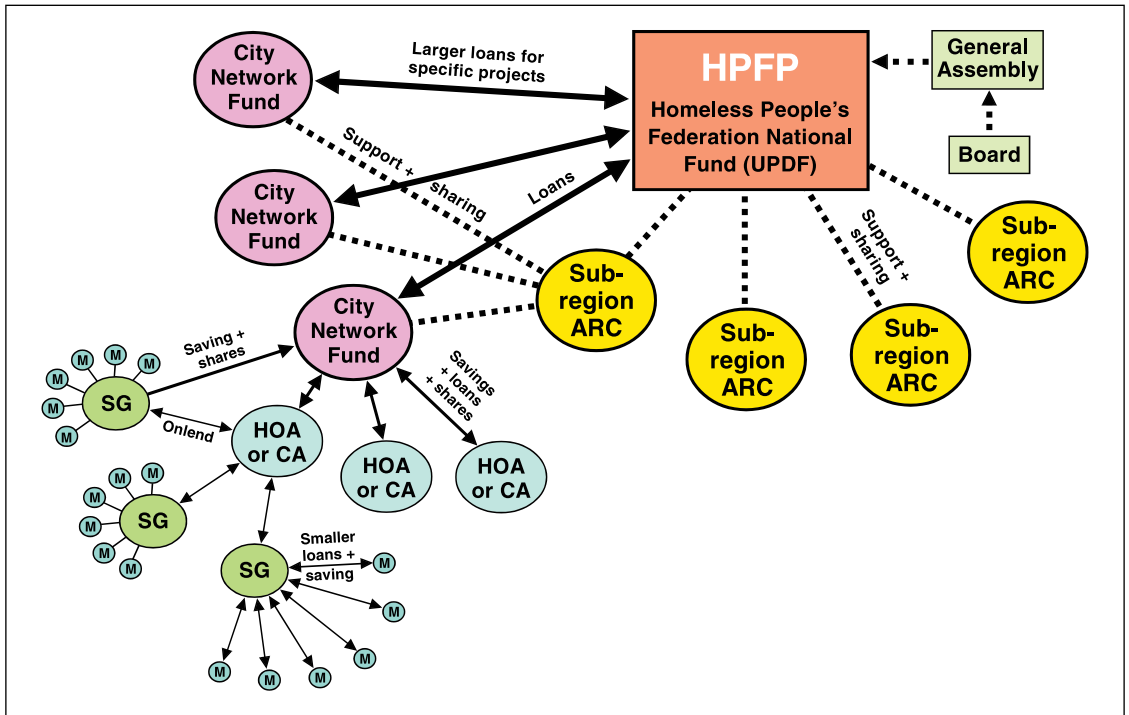 City
Network
Fund
Larger loans for
specific projects
HPFP
Homeless People's
Federation National
Fund (UPDF)
General
Assembly
Board
Support + sharing
City
Network
Fund
Loans
Support +
sharing
Sub-
region
ARC
Sub-
region
ARC
Sub-
region
ARC
Sub-
region
ARC
City
Network
Fund
Saving +
shares
Savings
+ loans
+ shares
M
M
M
M
M
M
M
SG
Onlend
HOA
or CA
HOA
or CA
HOA
or CA
M
M
M
M
M
M
SG
Smaller
loans +
saving
SG
M
M
M
M
M
M
M